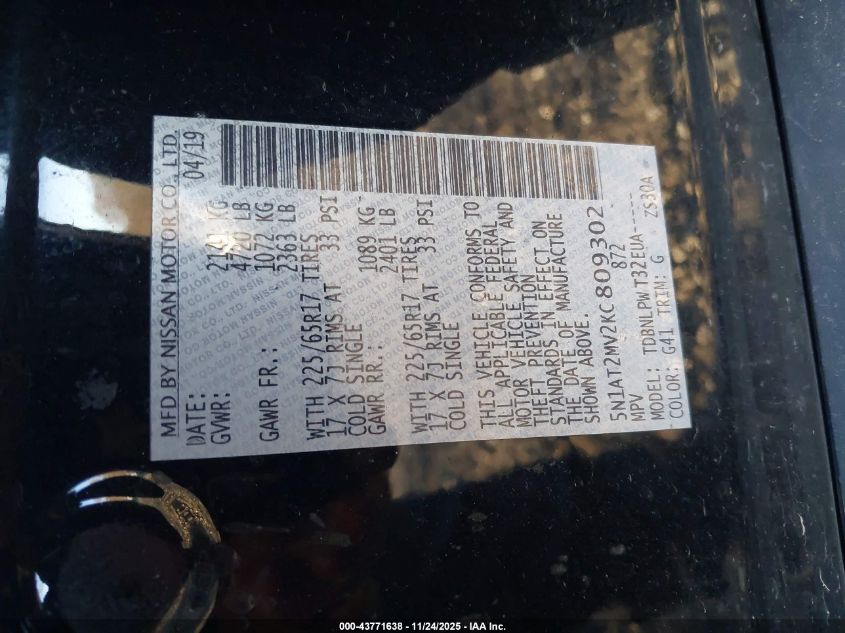 MFD BY NISSAN MOTOR CO., LTD.
DATE: 04/19
GVWR: 2141 KG
4720 LB
GAWR FR.: 1072 KG
2363 LB
WITH 225/65R17 TIRES
17 X 7J RIMS AT 33 PSI
COLD SINGLE
GAWR RR.: 1089 KG
2401 LB
WITH 225/65R17 TIRES
17 X 7J RIMS AT 33 PSI
COLD SINGLE
THIS VEHICLE CONFORMS TO
ALL APPLICABLE FEDERAL
MOTOR VEHICLE SAFETY AND
THEFT PREVENTION
STANDARDS IN EFFECT ON
THE DATE OF MANUFACTURE
SHOWN ABOVE.
5N1AT2MV2KC809302
MPV 872
MODEL: TDBNLPW T32EUA----
COLOR: G41 TRIM: G ZS30A
000-43771638 - 11/24/2025 - IAA Inc.